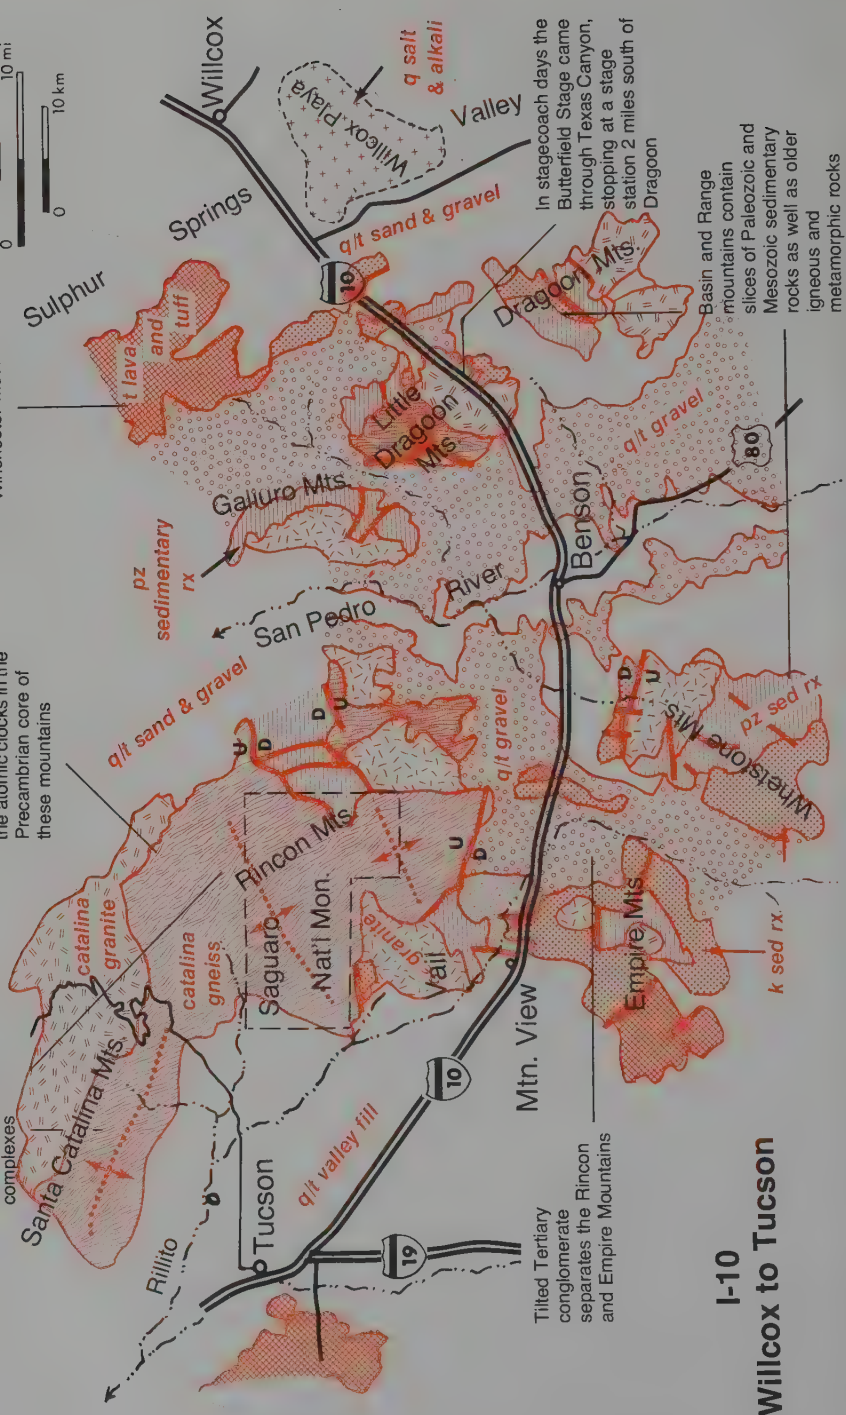 complexes
the atomic clocks in the
Precambrian core of
these mountains
0
10 mi
0
10 km
Santa Catalina Mts.
catalina
granite
catalina
gneiss
q/t sand & gravel
pz
sedimentary
rx
t lava
and
tuff
Sulphur
Springs
Valley
Willcox
Willcox Playa
q salt
& alkali
Rillito
Tucson
Saguaro
Nat'l Mon.
Rincon Mts.
U
D
D
U
San Pedro
River
Galiuro Mts.
Little
Dragoon
Mts.
10
q/t sand & gravel
In stagecoach days the
Butterfield Stage came
through Texas Canyon,
stopping at a stage
station 2 miles south of
Dragoon
q/t valley fill
10
19
Mtn. View
Vail
granite
U
D
q/t gravel
Benson
q/t gravel
80
Dragoon Mts.
Basin and Range
mountains contain
slices of Paleozoic and
Mesozoic sedimentary
rocks as well as older
igneous and
metamorphic rocks
Tilted Tertiary
conglomerate
separates the Rincon
and Empire Mountains
Empire Mts
k sed rx
Whetstone Mts.
D
U
pz sed rx
I-10
Willcox to Tucson